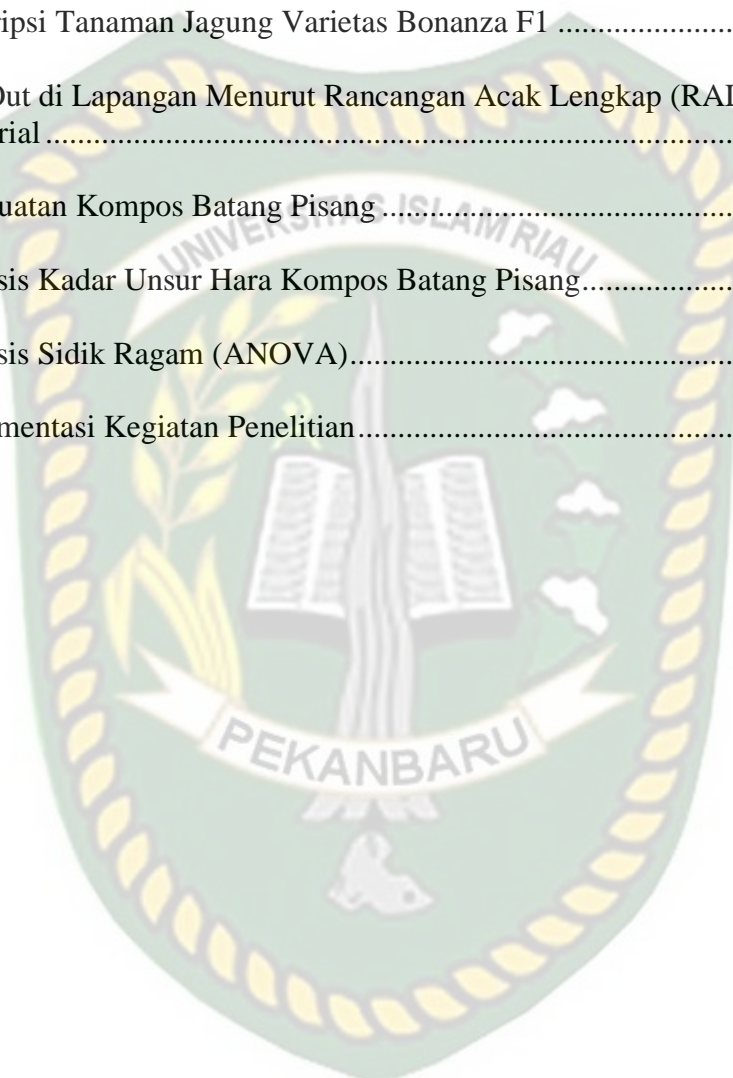 ripsi Tanaman Jagung Varietas Bonanza F1 ......................
Out di Lapangan Menurut Rancangan Acak Lengkap (RAL
rial ........................................................................................
uatan Kompos Batang Pisang ............................................
sis Kadar Unsur Hara Kompos Batang Pisang...................
sis Sidik Ragam (ANOVA)................................................
mentasi Kegiatan Penelitian...............................................
UNIVERSITAS ISLAM RIAU
PEKANBARU